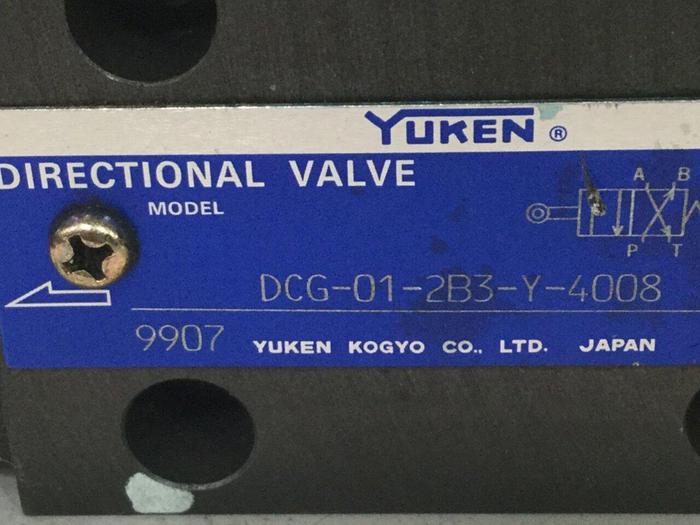 YUKEN ®
DIRECTIONAL VALVE
MODEL
A B
P T
DCG-01-2B3-Y-4008
9907 YUKEN KOGYO CO., LTD. JAPAN